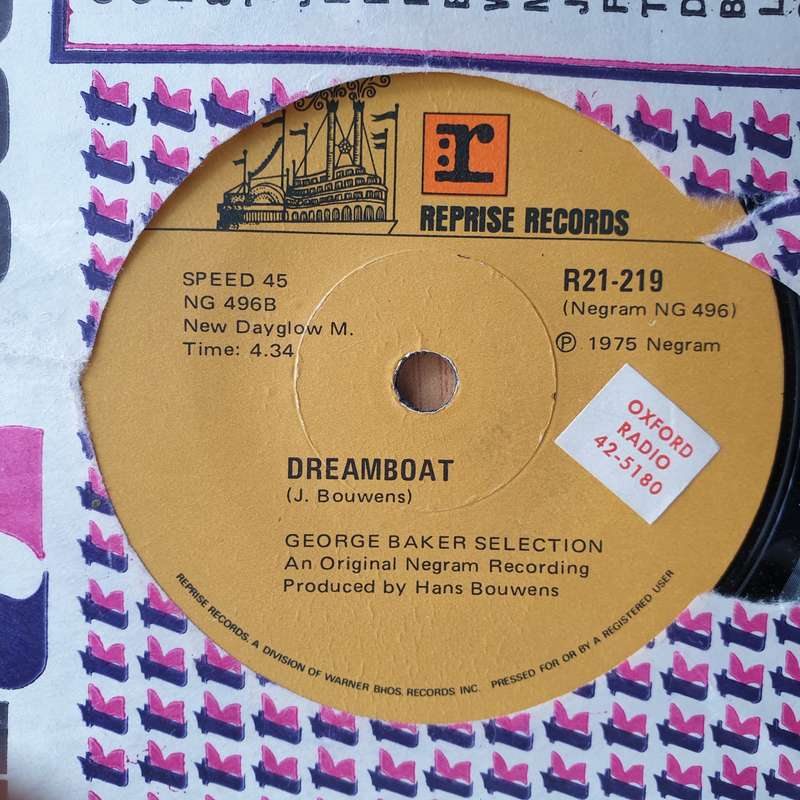 r
REPRISE RECORDS
SPEED 45
NG 496B
New Dayglow M.
Time: 4.34
R21-219
(Negram NG 496)
Ⓟ 1975 Negram
OXFORD
RADIO
42-5180
DREAMBOAT
(J. Bouwens)
GEORGE BAKER SELECTION
An Original Negram Recording
Produced by Hans Bouwens
REPRISE RECORDS, A DIVISION OF WARNER BROS. RECORDS INC. PRESSED FOR OR BY A REGISTERED USER